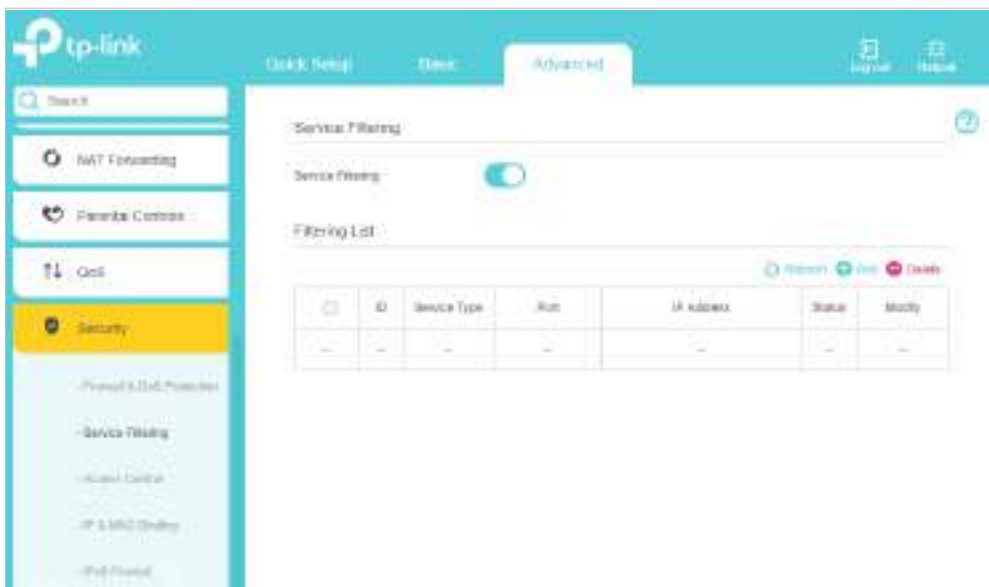 tp-link
Quick Setup
Basic
Advanced
Logout
Reboot
Search
NAT Forwarding
Parental Controls
QoS
Security
- Firewall & DoS Protection
- Service Filtering
- Access Control
- IP & MAC Binding
- IPv6 Firewall
Service Filtering
Service Filtering
Filtering List
Refresh Add Delete
ID Service Type Port IP Address Status Modify
-- -- -- -- -- -- --